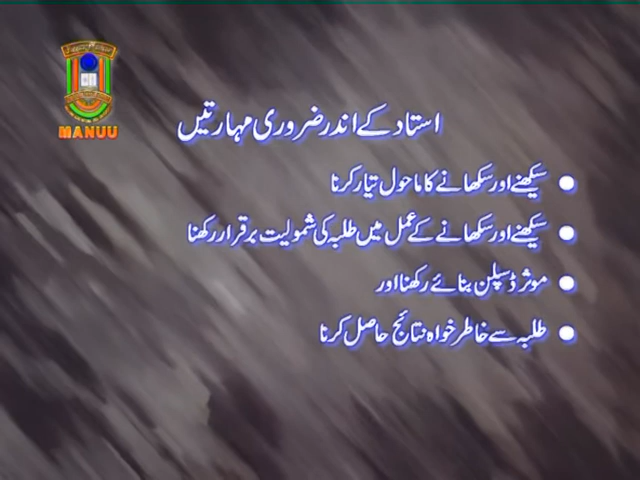 MANUU
استاد کے اندر ضروری مہارتیں
● سیکھنے اور سکھانے کا ماحول تیار کرنا
● سیکھنے اور سکھانے کے عمل میں طلبہ کی شمولیت برقرار رکھنا
● موثر ڈسپلن بنائے رکھنا اور
● طلبہ سے خاطر خواہ نتائج حاصل کرنا